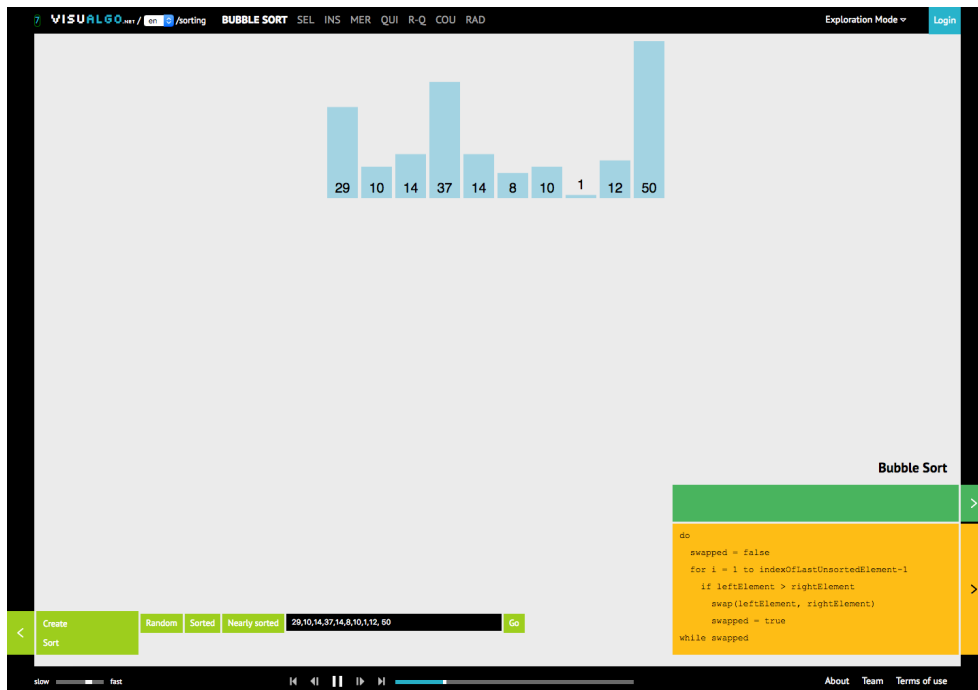 7 VISUALGO.NET / en /sorting BUBBLE SORT SEL INS MER QUI R-Q COU RAD Exploration Mode ▿ Login
29 10 14 37 14 8 10 1 12 50
Bubble Sort
do
swapped = false
for i = 1 to indexOfLastUnsortedElement-1
if leftElement > rightElement
swap(leftElement, rightElement)
swapped = true
while swapped
Create Random Sorted Nearly sorted 29,10,14,37,14,8,10,1,12, 50 Go
Sort
slow fast About Team Terms of use